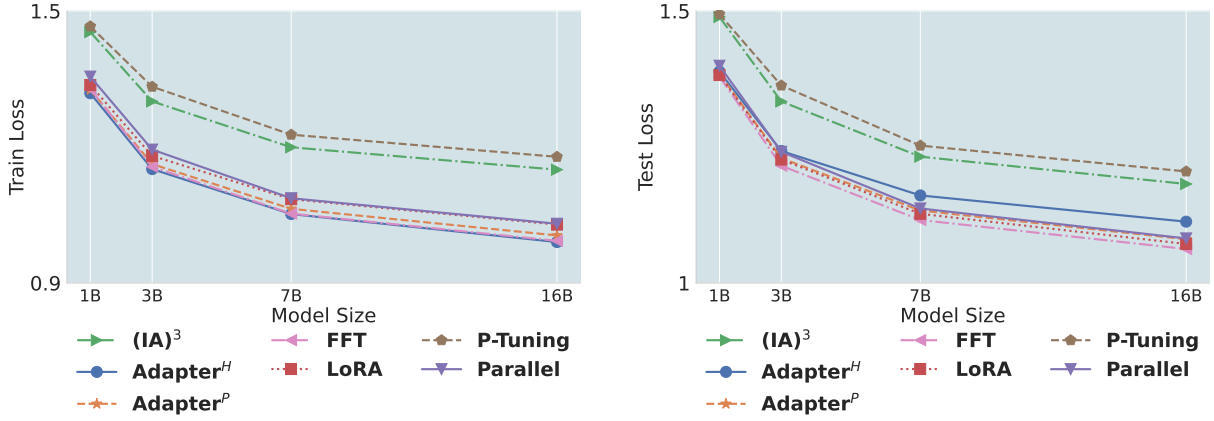 1.5
Train Loss
0.9
1B 3B 7B 16B
Model Size
(IA)³ FFT P-Tuning
Adapterᴴ LoRA Parallel
Adapterᴾ
1.5
Test Loss
1
1B 3B 7B 16B
Model Size
(IA)³ FFT P-Tuning
Adapterᴴ LoRA Parallel
Adapterᴾ